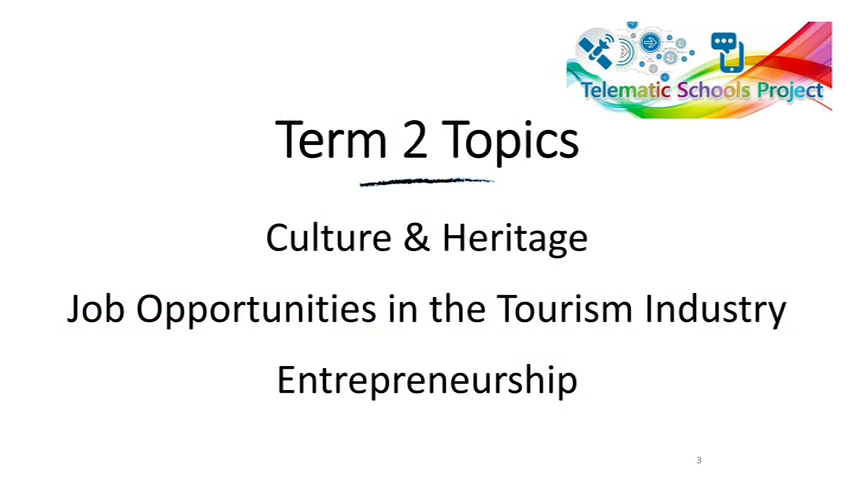 Telematic Schools Project
Term 2 Topics
Culture & Heritage
Job Opportunities in the Tourism Industry
Entrepreneurship
3